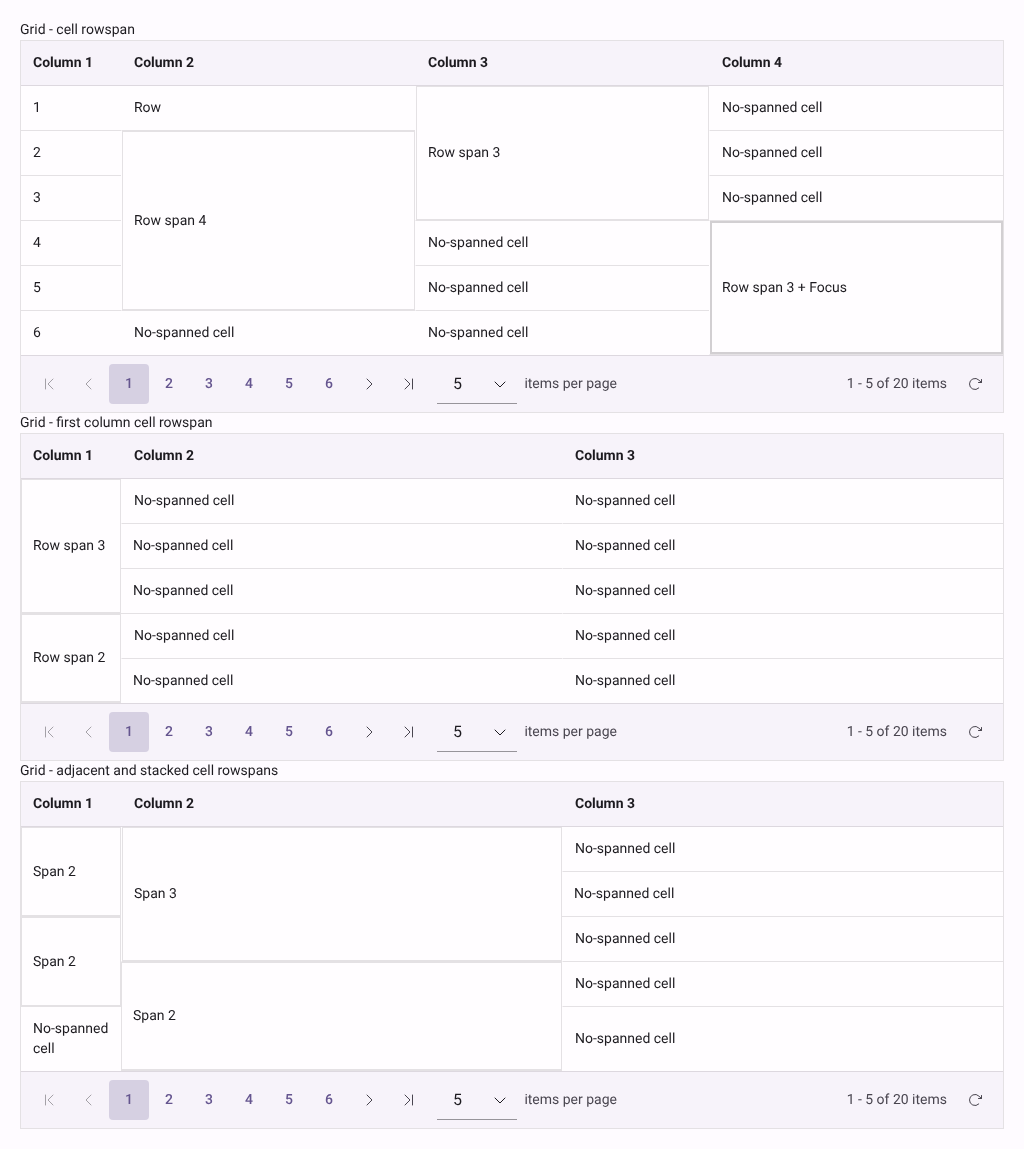 Grid - cell rowspan
Column 1 Column 2 Column 3 Column 4
1 Row No-spanned cell
2 Row span 3 No-spanned cell
3 No-spanned cell
Row span 4
4 No-spanned cell
5 No-spanned cell Row span 3 + Focus
6 No-spanned cell No-spanned cell
1 2 3 4 5 6 5 items per page 1 - 5 of 20 items
Grid - first column cell rowspan
Column 1 Column 2 Column 3
No-spanned cell No-spanned cell
Row span 3 No-spanned cell No-spanned cell
No-spanned cell No-spanned cell
No-spanned cell No-spanned cell
Row span 2
No-spanned cell No-spanned cell
1 2 3 4 5 6 5 items per page 1 - 5 of 20 items
Grid - adjacent and stacked cell rowspans
Column 1 Column 2 Column 3
No-spanned cell
Span 2
Span 3 No-spanned cell
No-spanned cell
Span 2
No-spanned cell
Span 2
No-spanned
cell
No-spanned cell
1 2 3 4 5 6 5 items per page 1 - 5 of 20 items